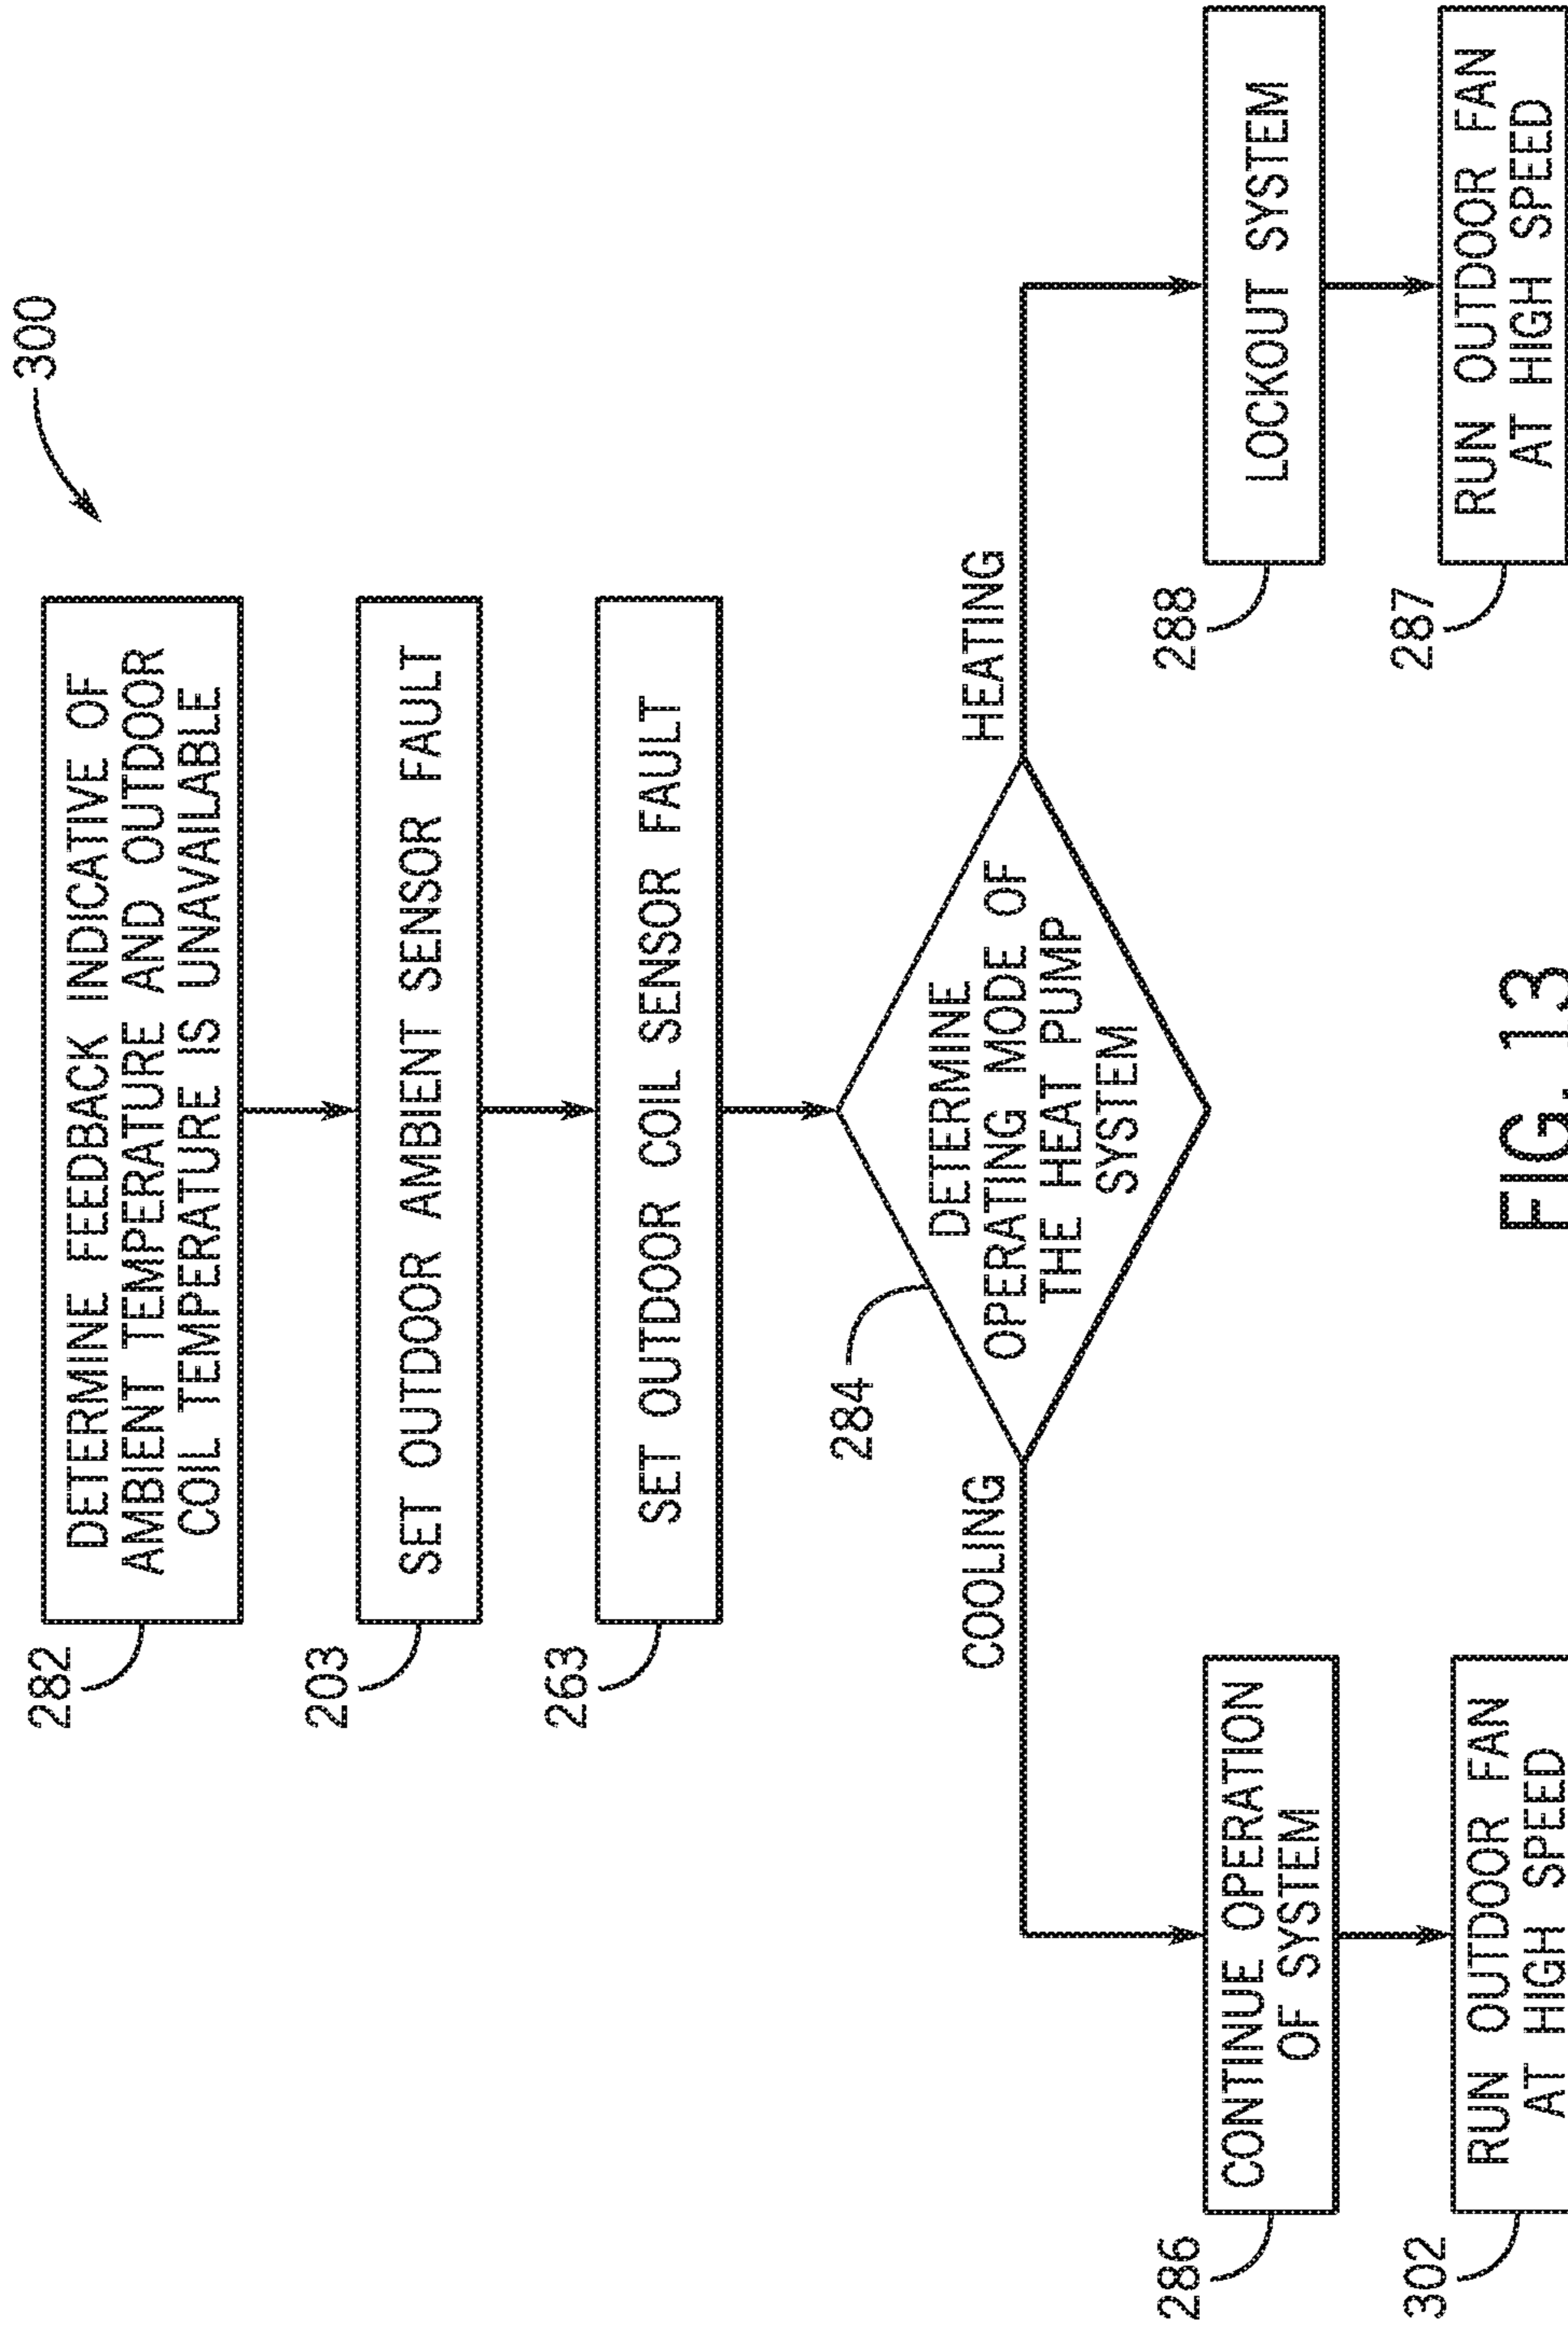 300
282
DETERMINE FEEDBACK INDICATIVE OF
AMBIENT TEMPERATURE AND OUTDOOR
COIL TEMPERATURE IS UNAVAILABLE
203
SET OUTDOOR AMBIENT SENSOR FAULT
263
SET OUTDOOR COIL SENSOR FAULT
284
DETERMINE
OPERATING MODE OF
THE HEAT PUMP
SYSTEM
COOLING
HEATING
286
CONTINUE OPERATION
OF SYSTEM
302
RUN OUTDOOR FAN
AT HIGH SPEED
288
LOCKOUT SYSTEM
287
RUN OUTDOOR FAN
AT HIGH SPEED
FIG. 13